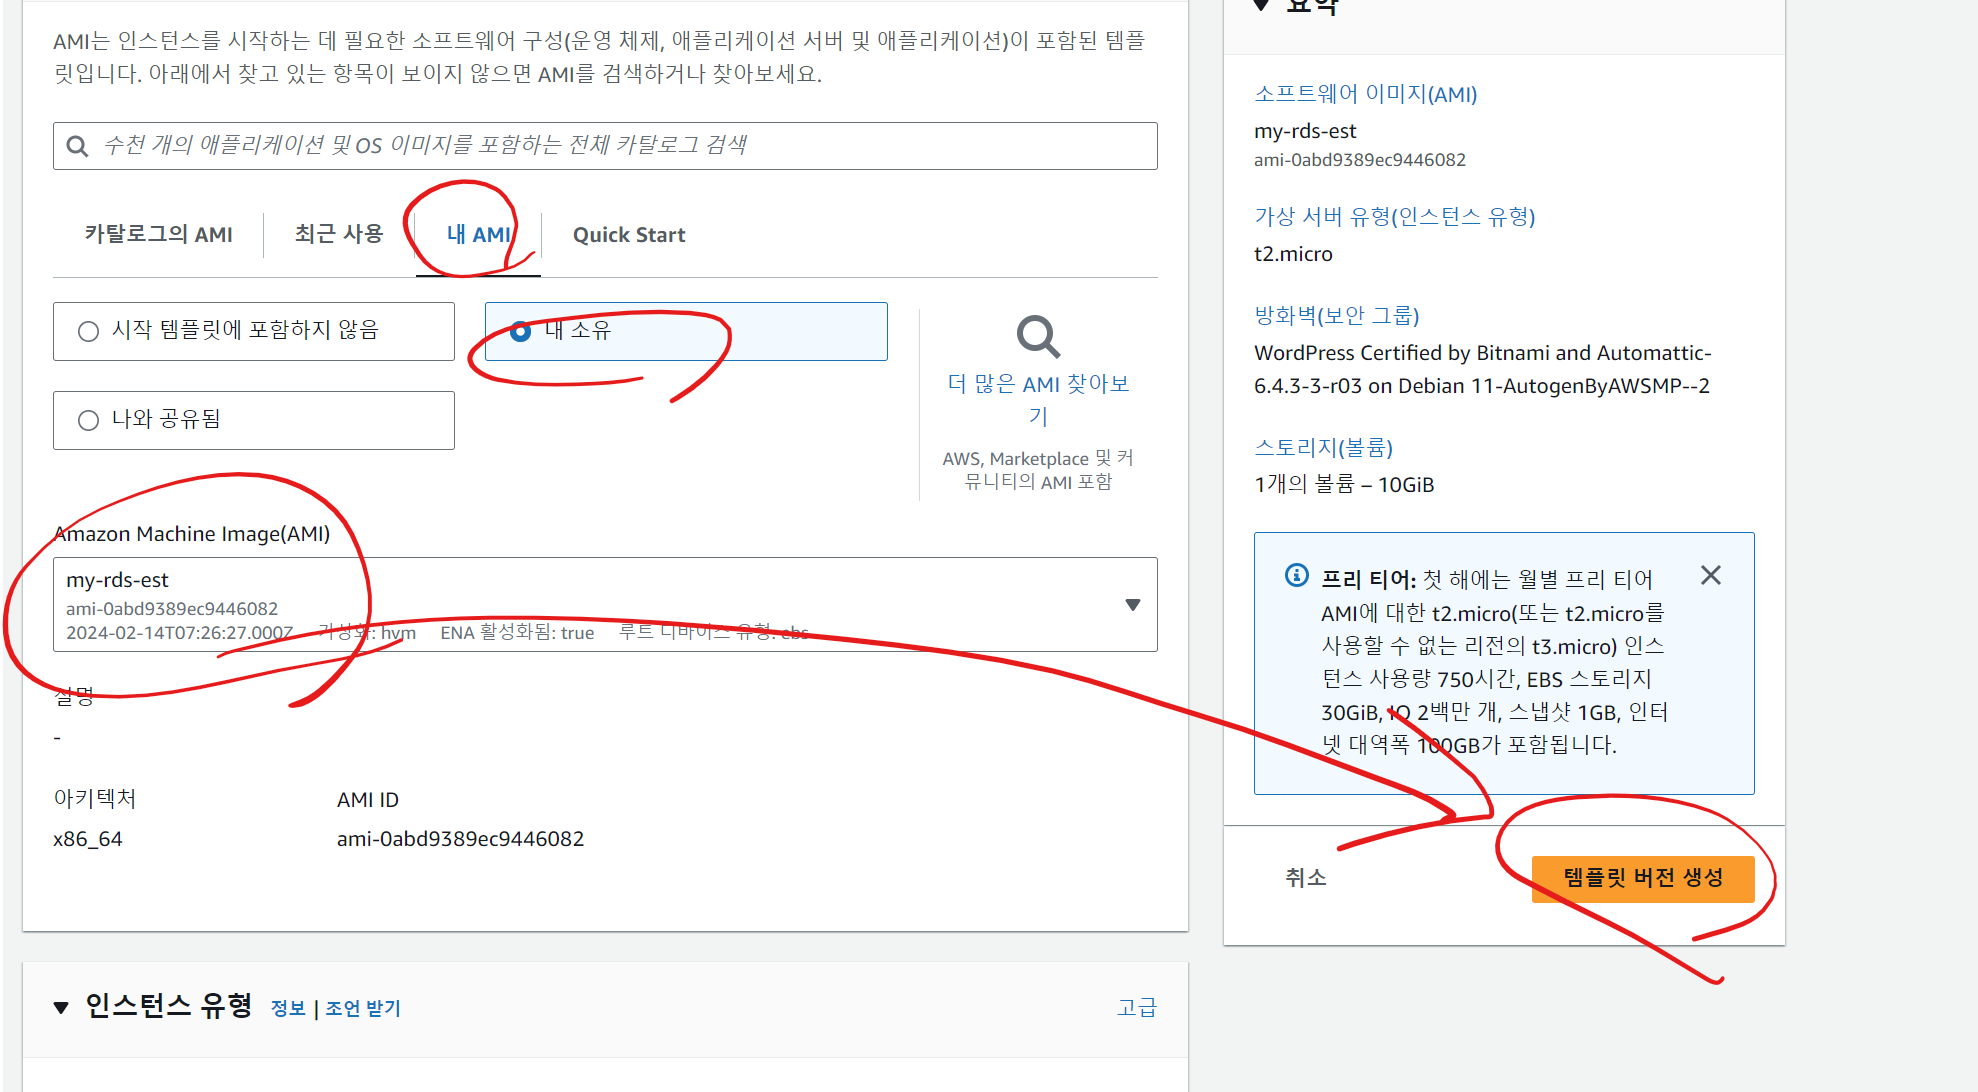 AMI는 인스턴스를 시작하는 데 필요한 소프트웨어 구성(운영 체제, 애플리케이션 서버 및 애플리케이션)이 포함된 템플
릿입니다. 아래에서 찾고 있는 항목이 보이지 않으면 AMI를 검색하거나 찾아보세요.
수천 개의 애플리케이션 및 OS 이미지를 포함하는 전체 카탈로그 검색
카탈로그의 AMI
최근 사용
내 AMI
Quick Start
시작 템플릿에 포함하지 않음
내 소유
나와 공유됨
더 많은 AMI 찾아보
기
AWS, Marketplace 및 커
뮤니티의 AMI 포함
Amazon Machine Image(AMI)
my-rds-est
ami-0abd9389ec9446082
2024-02-14T07:26:27.000Z 가상화: hvm ENA 활성화됨: true 루트 디바이스 유형: ebs
설명
-
아키텍처
x86_64
AMI ID
ami-0abd9389ec9446082
인스턴스 유형 정보 | 조언 받기
고급
요약
소프트웨어 이미지(AMI)
my-rds-est
ami-0abd9389ec9446082
가상 서버 유형(인스턴스 유형)
t2.micro
방화벽(보안 그룹)
WordPress Certified by Bitnami and Automattic-
6.4.3-3-r03 on Debian 11-AutogenByAWSMP--2
스토리지(볼륨)
1개의 볼륨 – 10GiB
프리 티어: 첫 해에는 월별 프리 티어
AMI에 대한 t2.micro(또는 t2.micro를
사용할 수 없는 리전의 t3.micro) 인스
턴스 사용량 750시간, EBS 스토리지
30GiB, IO 2백만 개, 스냅샷 1GB, 인터
넷 대역폭 100GB가 포함됩니다.
취소
템플릿 버전 생성